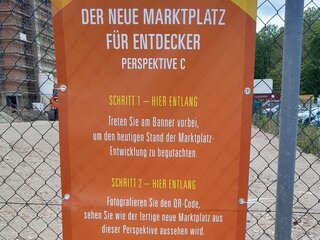 DER NEUE MARKTPLATZ
FÜR ENTDECKER
PERSPEKTIVE C
SCHRITT 1 – HIER ENTLANG
Treten Sie am Banner vorbei,
um den heutigen Stand der Marktplatz-
Entwicklung zu begutachten.
SCHRITT 2 – HIER ENTLANG
Fotografieren Sie den QR-Code,
sehen Sie wie der fertige neue Marktplatz aus
dieser Perspektive aussehen wird.